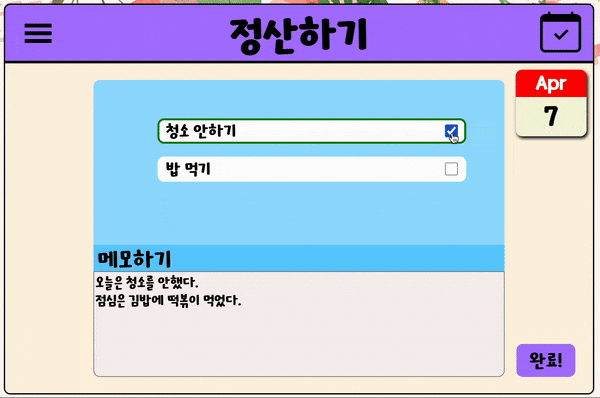 정산하기
Apr
7
청소 안하기
밥 먹기
메모하기
오늘은 청소를 안했다.
점심은 김밥에 떡볶이 먹었다.
완료!